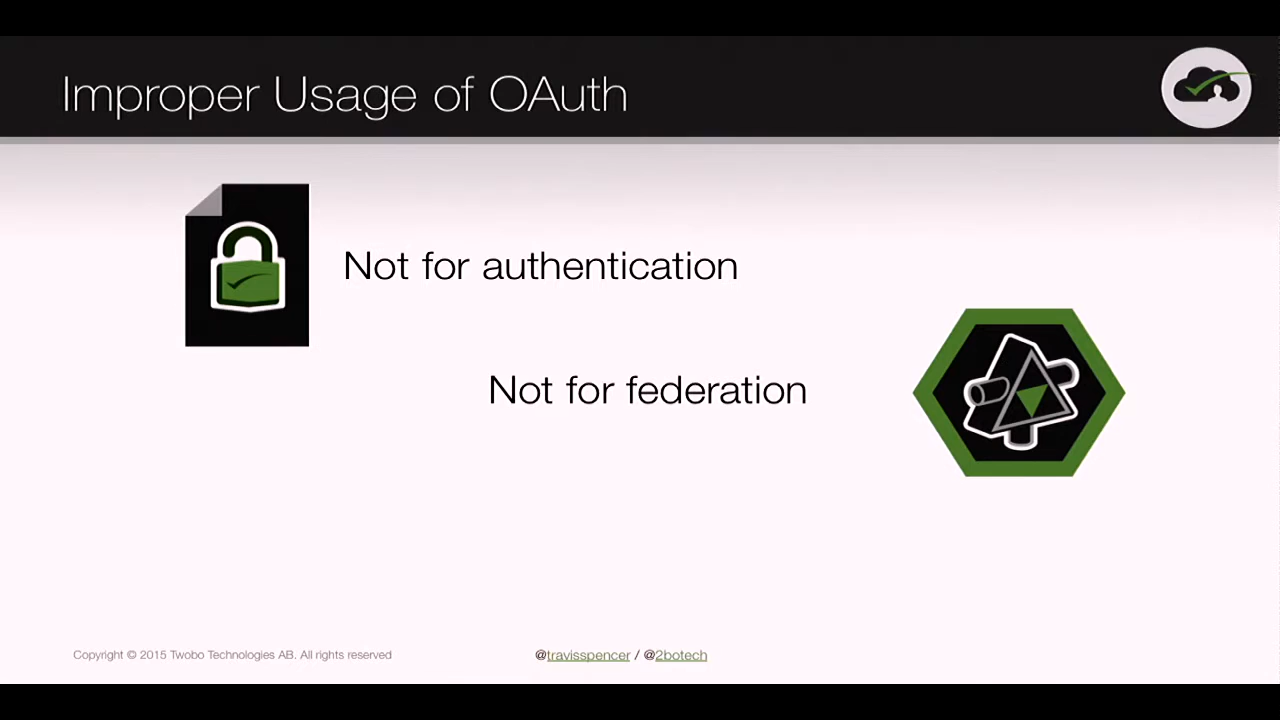 Improper Usage of OAuth
Not for authentication
Not for federation
Copyright © 2015 Twobo Technologies AB. All rights reserved
@travisspencer / @2botech